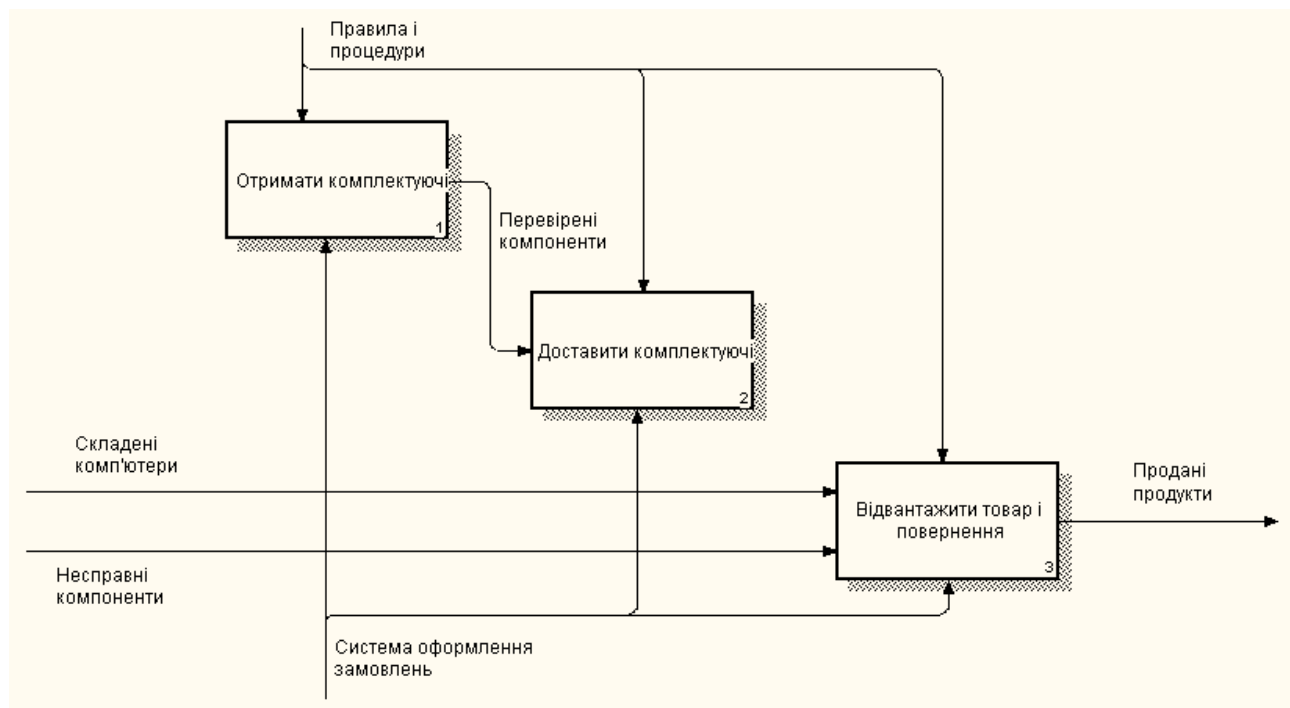 Правила і
процедури
Отримати комплектуючі
1
Перевірені
компоненти
Доставити комплектуючі
2
Складені
комп'ютери
Відвантажити товар і
повернення
3
Продані
продукти
Несправні
компоненти
Система оформлення
замовлень